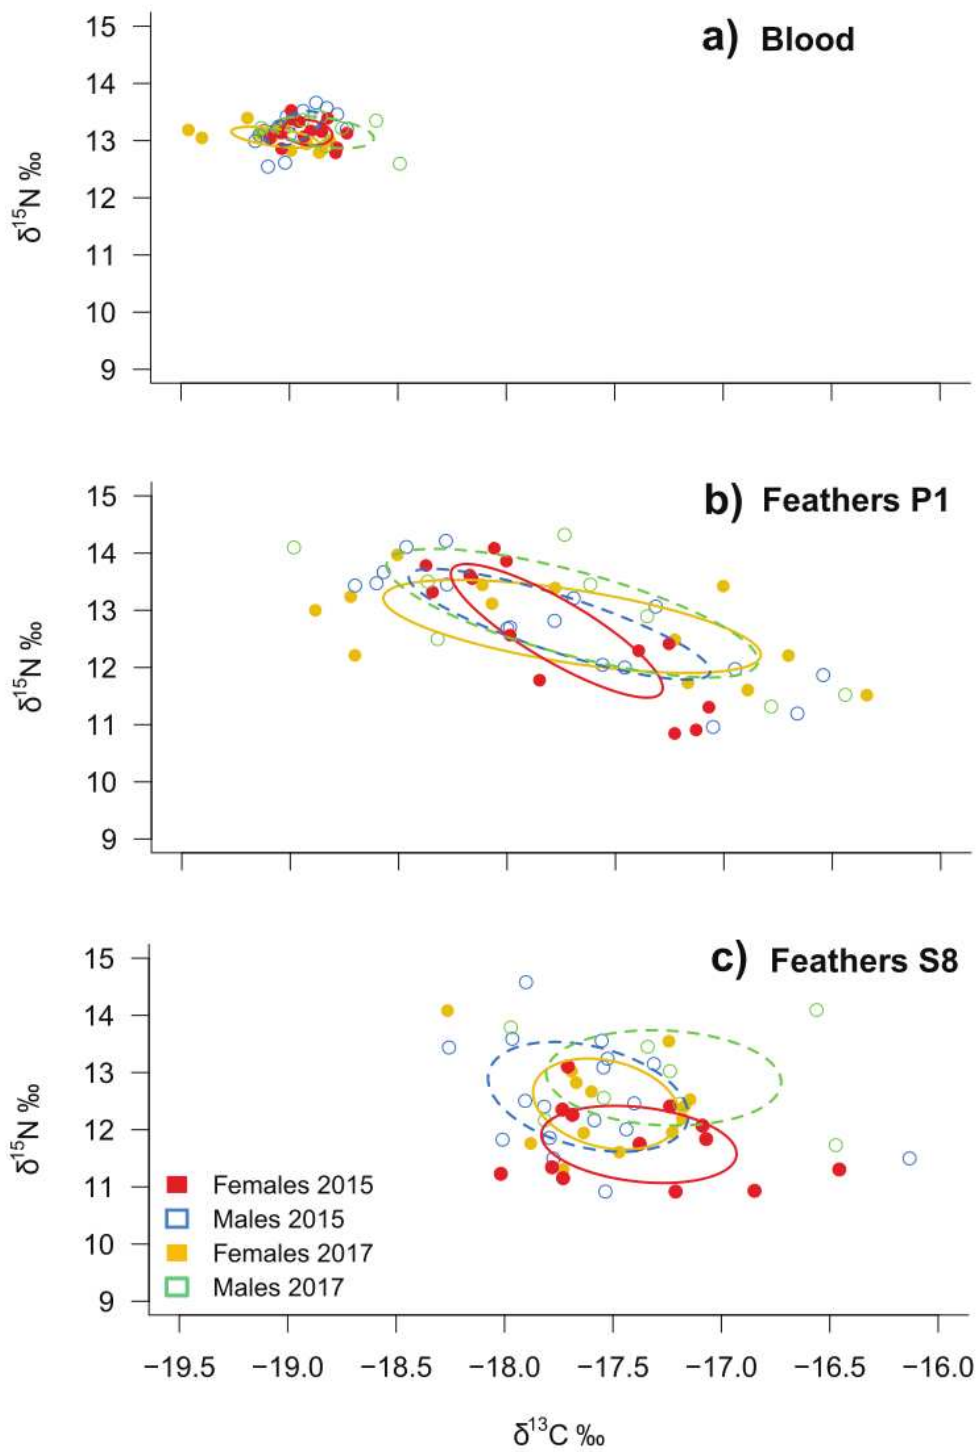 a) Blood
15
14
13
12
11
10
9
δ¹⁵N ‰
b) Feathers P1
15
14
13
12
11
10
9
δ¹⁵N ‰
c) Feathers S8
15
14
13
12
11
10
9
δ¹⁵N ‰
Females 2015
Males 2015
Females 2017
Males 2017
−19.5 −19.0 −18.5 −18.0 −17.5 −17.0 −16.5 −16.0
δ¹³C ‰